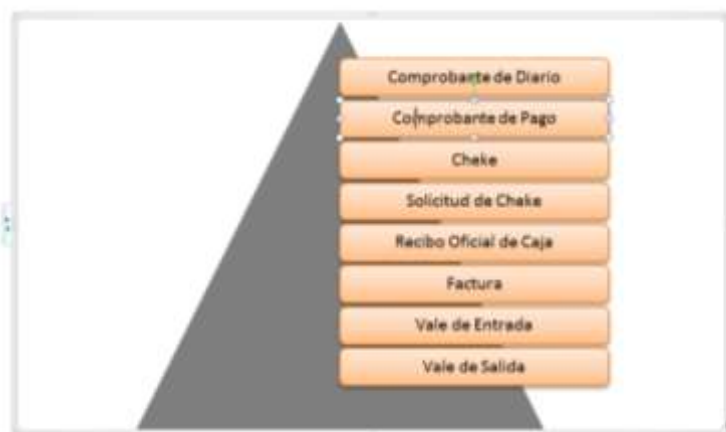 Comprobante de Diario
Comprobante de Pago
Cheke
Solicitud de Cheke
Recibo Oficial de Caja
Factura
Vale de Entrada
Vale de Salida